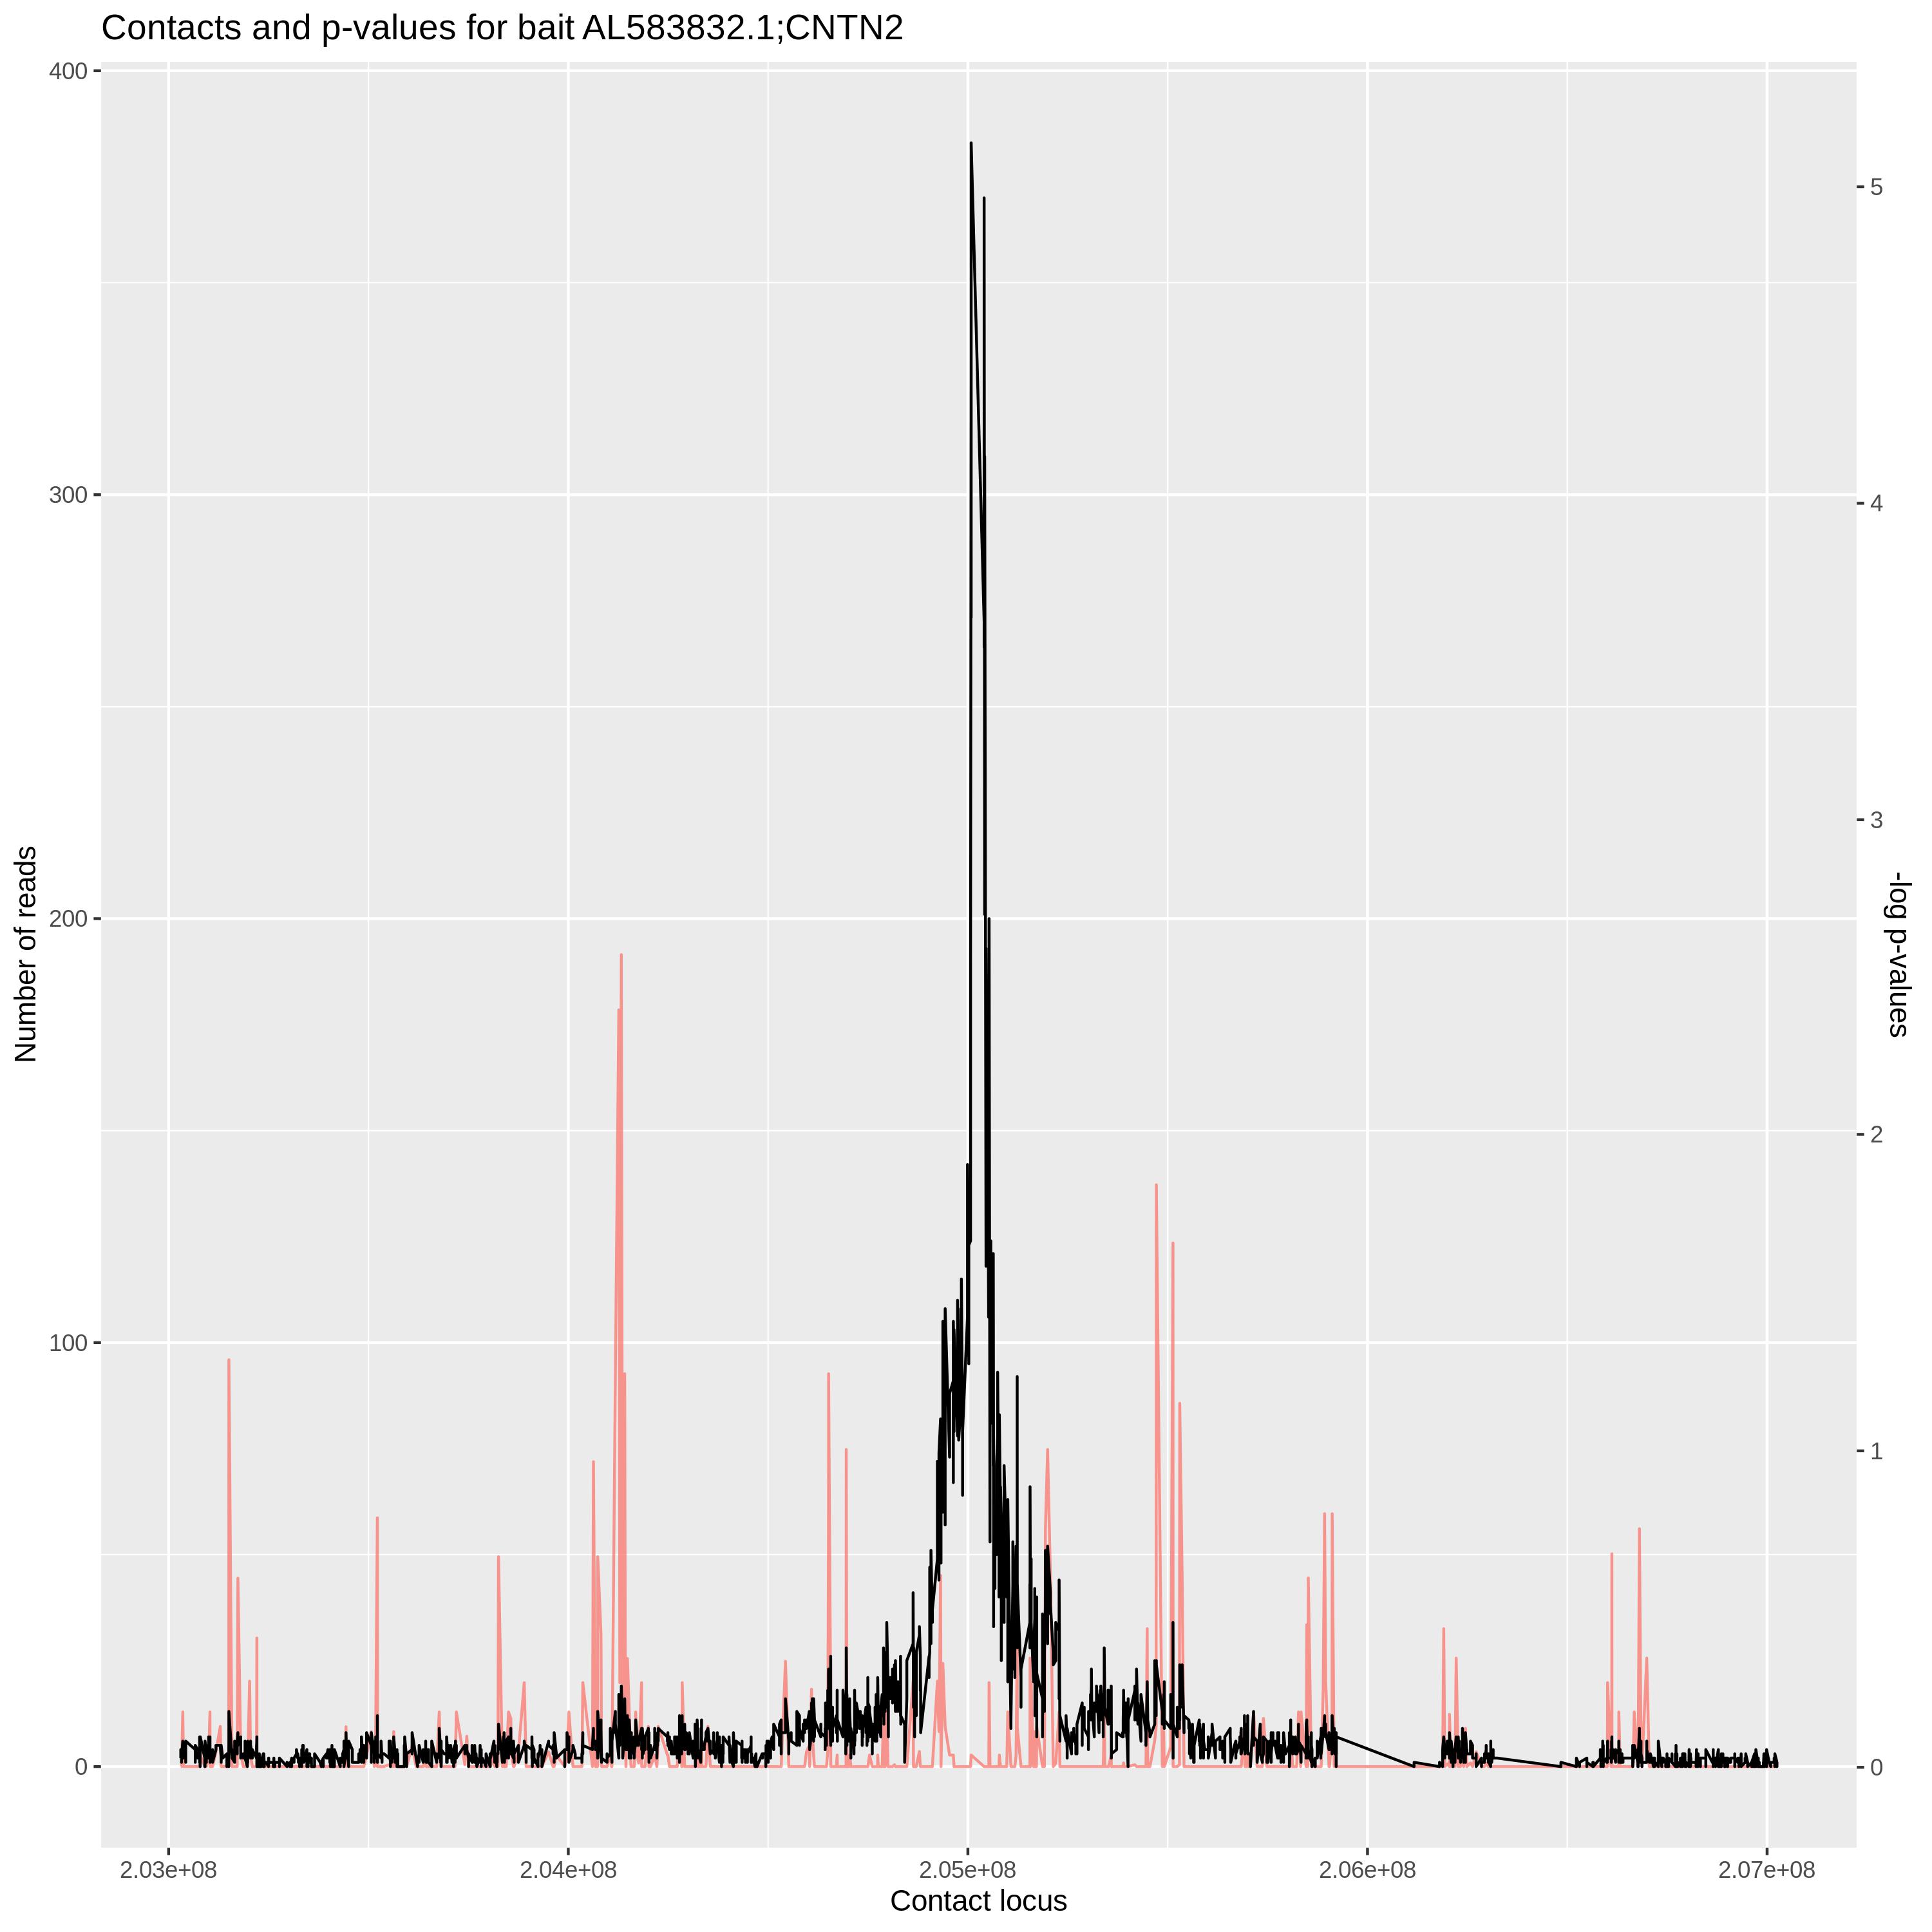 Contacts and p-values for bait AL583832.1;CNTN2
400
300
200
100
0
Number of reads
5
4
3
2
1
0
-log p-values
2.03e+08
2.04e+08
2.05e+08
2.06e+08
2.07e+08
Contact locus